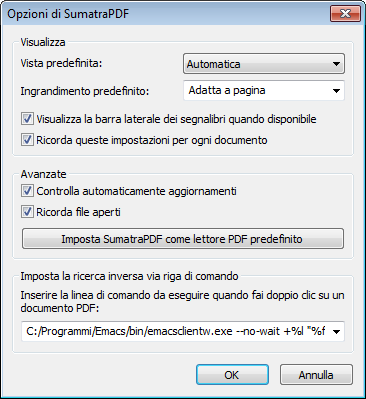 Opzioni di SumatraPDF
Visualizza
Vista predefinita:
Automatica
Ingrandimento predefinito:
Adatta a pagina
Visualizza la barra laterale dei segnalibri quando disponibile
Ricorda queste impostazioni per ogni documento
Avanzate
Controlla automaticamente aggiornamenti
Ricorda file aperti
Imposta SumatraPDF come lettore PDF predefinito
Imposta la ricerca inversa via riga di comando
Inserire la linea di comando da eseguire quando fai doppio clic su un
documento PDF:
C:/Programmi/Emacs/bin/emacsclientw.exe --no-wait +%l "%f
OK
Annulla